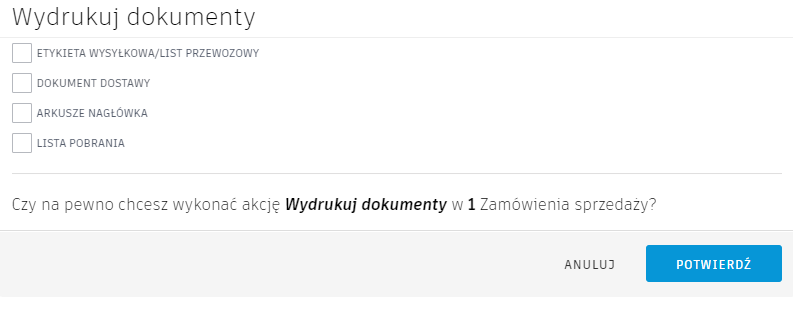 Wydrukuj dokumenty
ETYKIETA WYSYŁKOWA/LIST PRZEWOZOWY
DOKUMENT DOSTAWY
ARKUSZE NAGŁÓWKA
LISTA POBRANIA
Czy na pewno chcesz wykonać akcję Wydrukuj dokumenty w 1 Zamówienia sprzedaży?
ANULUJ
POTWIERDŹ